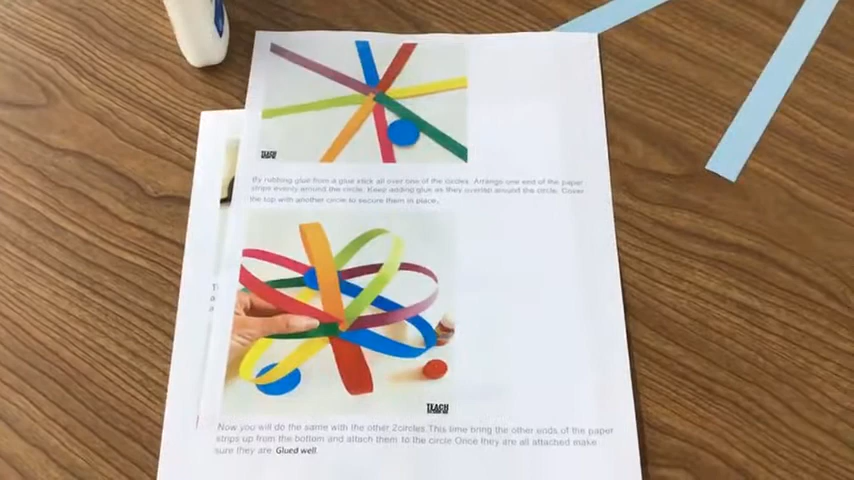 TEACH
By rubbing glue from a glue stick all over one of the circles. Arrange one end of the paper
strips evenly around the circle. Keep adding glue as they overlap around the circle. Cover
the top with another circle to secure them in place.
TEACH
Now you will do the same with the other 2circles.This time bring the other ends of the paper
strips up from the bottom and attach them to the circle Once they are all attached make
sure they are Glued well.